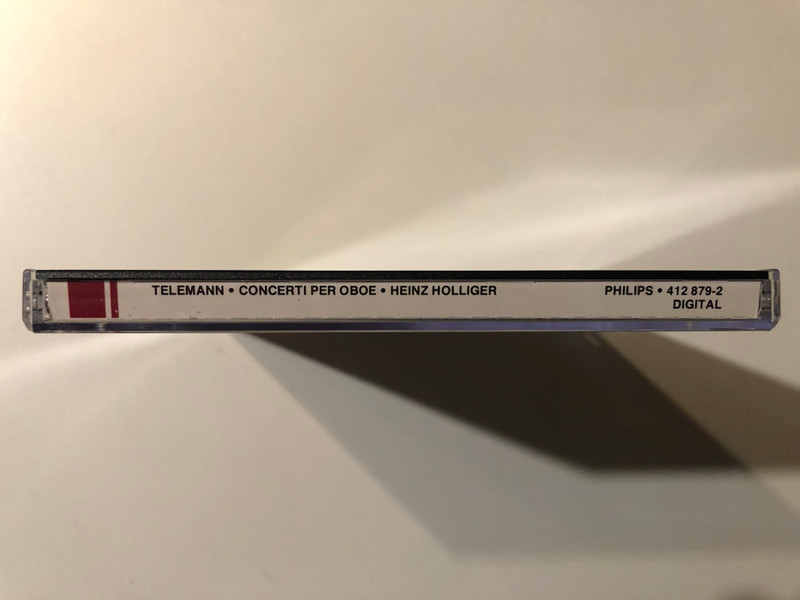 TELEMANN • CONCERTI PER OBOE • HEINZ HOLLIGER
PHILIPS • 412 879-2
DIGITAL